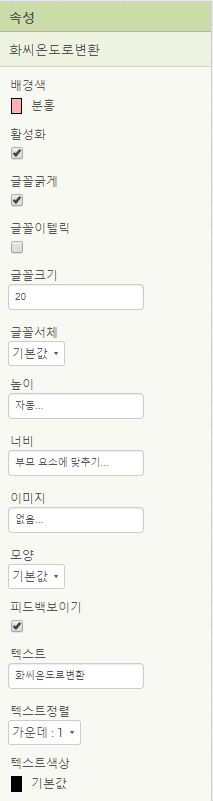 속성
화씨온도로변환
배경색
분홍
활성화
글꼴굵게
글꼴이텔릭
글꼴크기
20
글꼴서체
기본값
높이
자동...
너비
부모 요소에 맞추기...
이미지
없음...
모양
기본값
피드백보이기
텍스트
화씨온도로변환
텍스트정렬
가운데 : 1
텍스트색상
기본값